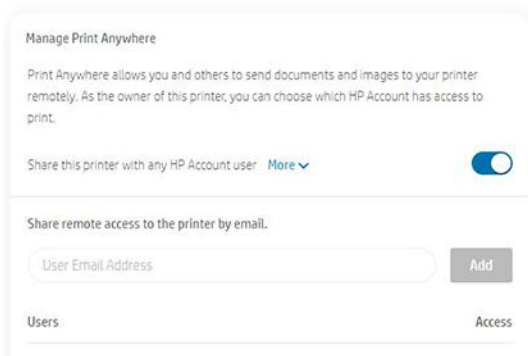 Manage Print Anywhere
Print Anywhere allows you and others to send documents and images to your printer
remotely. As the owner of this printer, you can choose which HP Account has access to
print.
Share this printer with any HP Account user More
Share remote access to the printer by email.
User Email Address
Add
Users Access